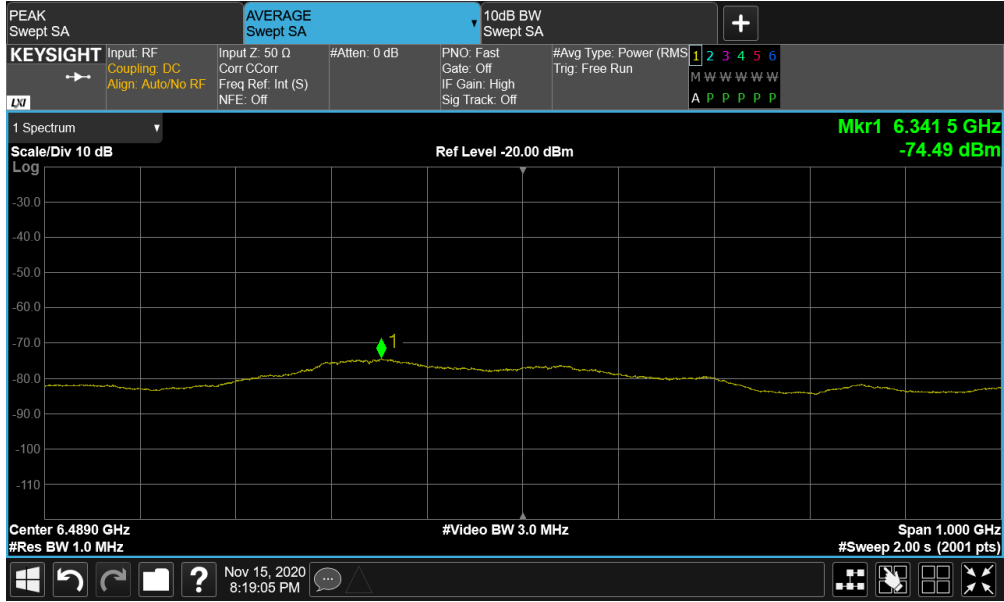 PEAK
Swept SA
AVERAGE
Swept SA
10dB BW
Swept SA
KEYSIGHT
LXI
Input: RF
Coupling: DC
Align: Auto/No RF
Input Z: 50 Ω
Corr CCorr
Freq Ref: Int (S)
NFE: Off
#Atten: 0 dB
PNO: Fast
Gate: Off
IF Gain: High
Sig Track: Off
#Avg Type: Power (RMS
Trig: Free Run
1 2 3 4 5 6
M W W W W W
A P P P P P
1 Spectrum
Mkr1 6.341 5 GHz
-74.49 dBm
Scale/Div 10 dB
Ref Level -20.00 dBm
Log
-30.0
-40.0
-50.0
-60.0
-70.0
1
-80.0
-90.0
-100
-110
Center 6.4890 GHz
#Video BW 3.0 MHz
Span 1.000 GHz
#Res BW 1.0 MHz
#Sweep 2.00 s (2001 pts)
?
Nov 15, 2020
8:19:05 PM